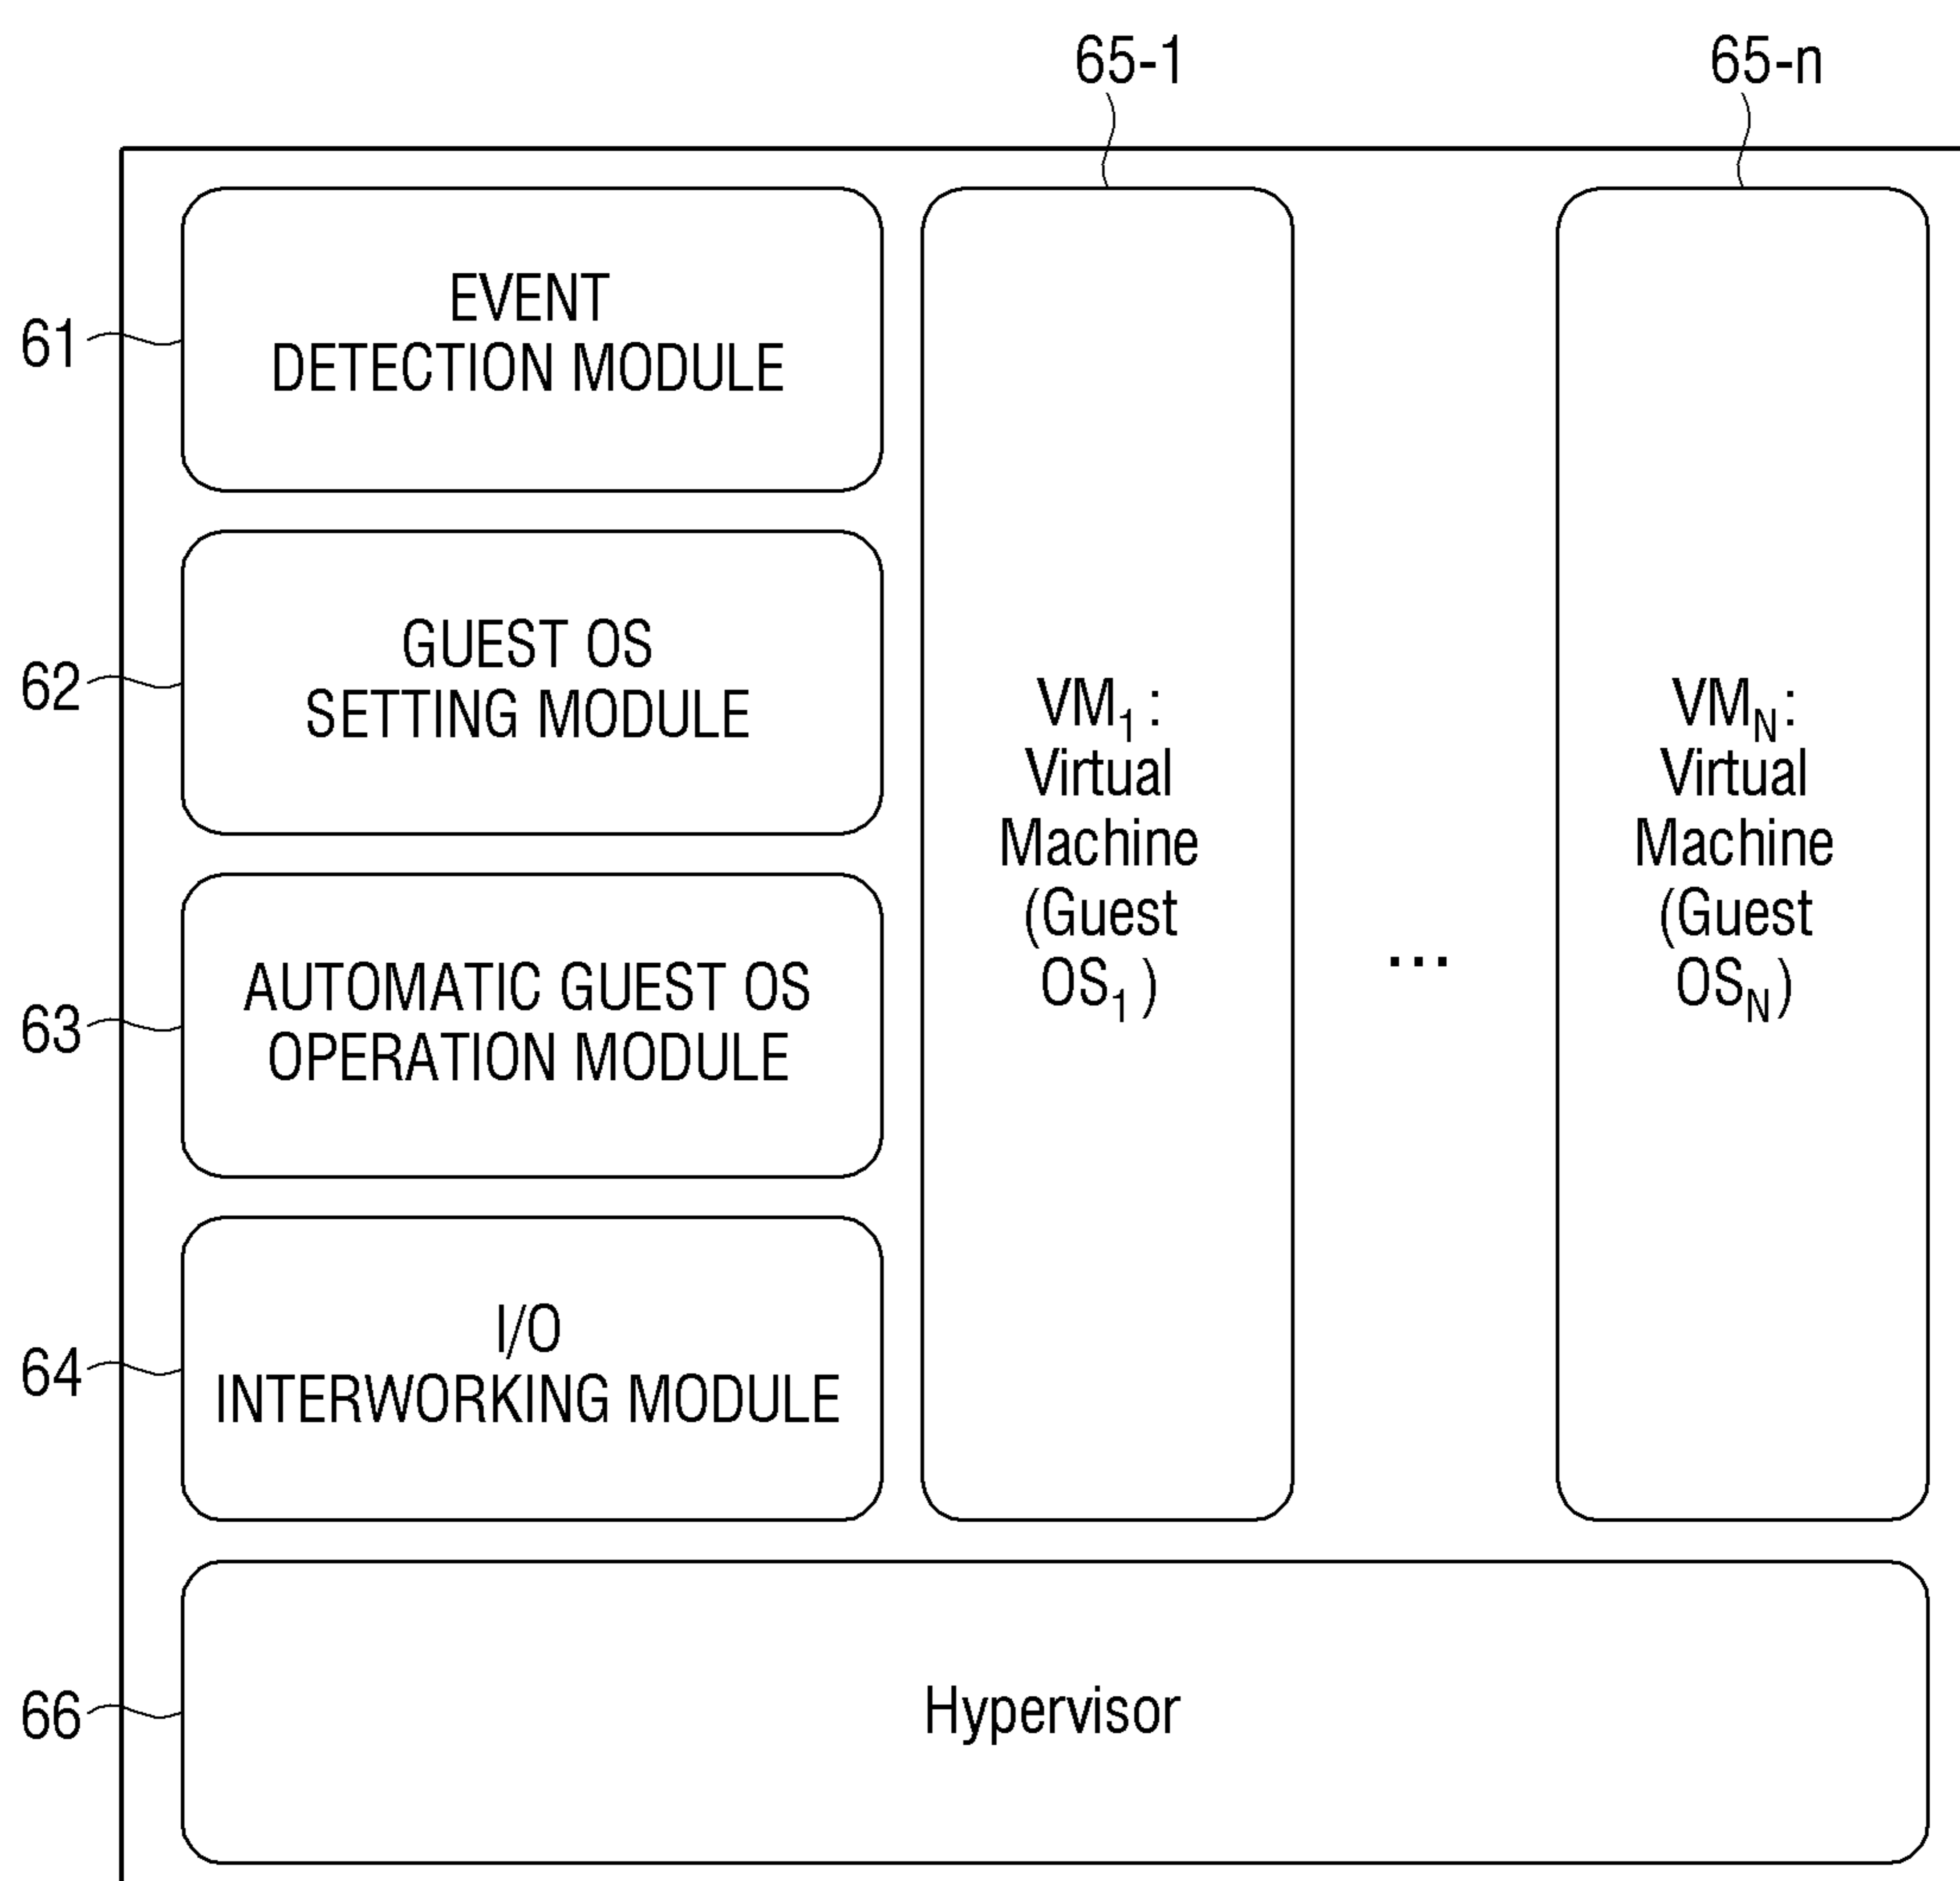 65-1
65-n
61
EVENT
DETECTION MODULE
62
GUEST OS
SETTING MODULE
63
AUTOMATIC GUEST OS
OPERATION MODULE
64
I/O
INTERWORKING MODULE
VM1 :
Virtual
Machine
(Guest
OS1 )
...
VMN:
Virtual
Machine
(Guest
OSN)
66
Hypervisor